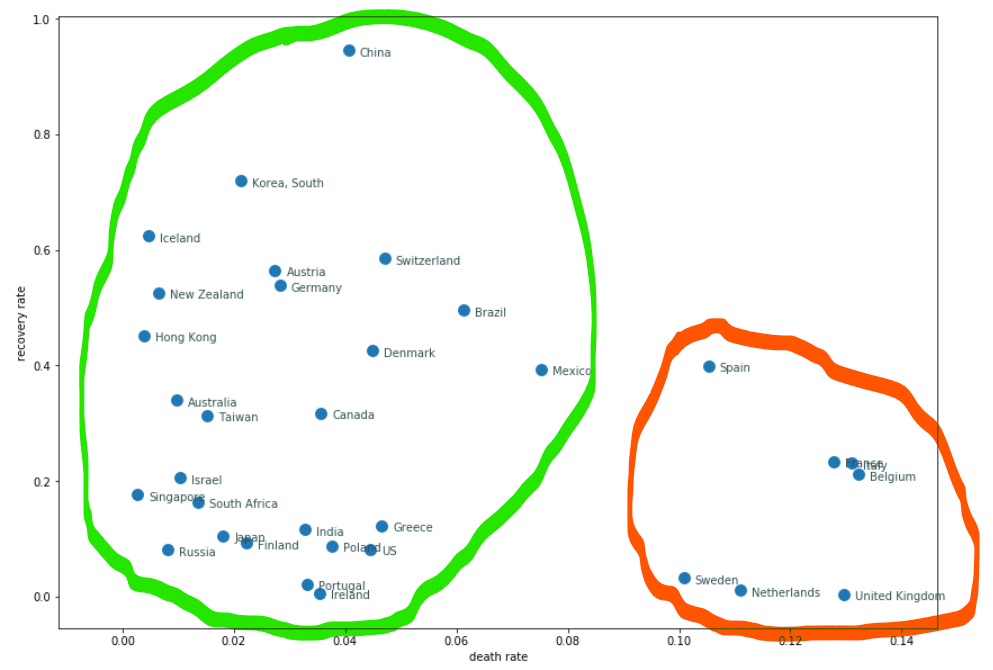 1.0
China
0.8
Korea, South
Iceland
0.6
Switzerland
Austria
Germany
New Zealand
Brazil
recovery rate
Hong Kong
Denmark
0.4
Mexico
Spain
Australia
Taiwan
Canada
France
Italy
Belgium
0.2
Israel
Singapore
South Africa
Greece
India
Japan
Finland
Poland
US
Russia
Sweden
Portugal
Netherlands
0.0
Ireland
United Kingdom
0.00 0.02 0.04 0.06 0.08 0.10 0.12 0.14
death rate